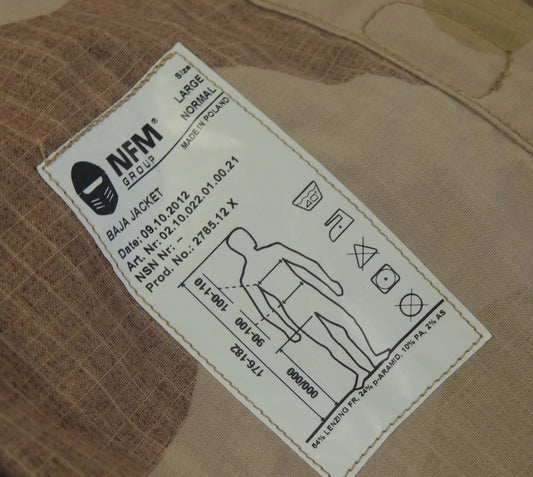 NFM®
GROUP
Size:
LARGE
NORMAL
MADE IN POLAND
BAJA JACKET
Date: 09.10.2012
Art. Nr: 02.10.022.01.00.21
NSN Nr: –
Prod. No.: 2785.12 X
40°
100-110
90-100
176-182
000/000
64% LENZING FR, 24% p-ARAMID, 10% PA, 2% AS